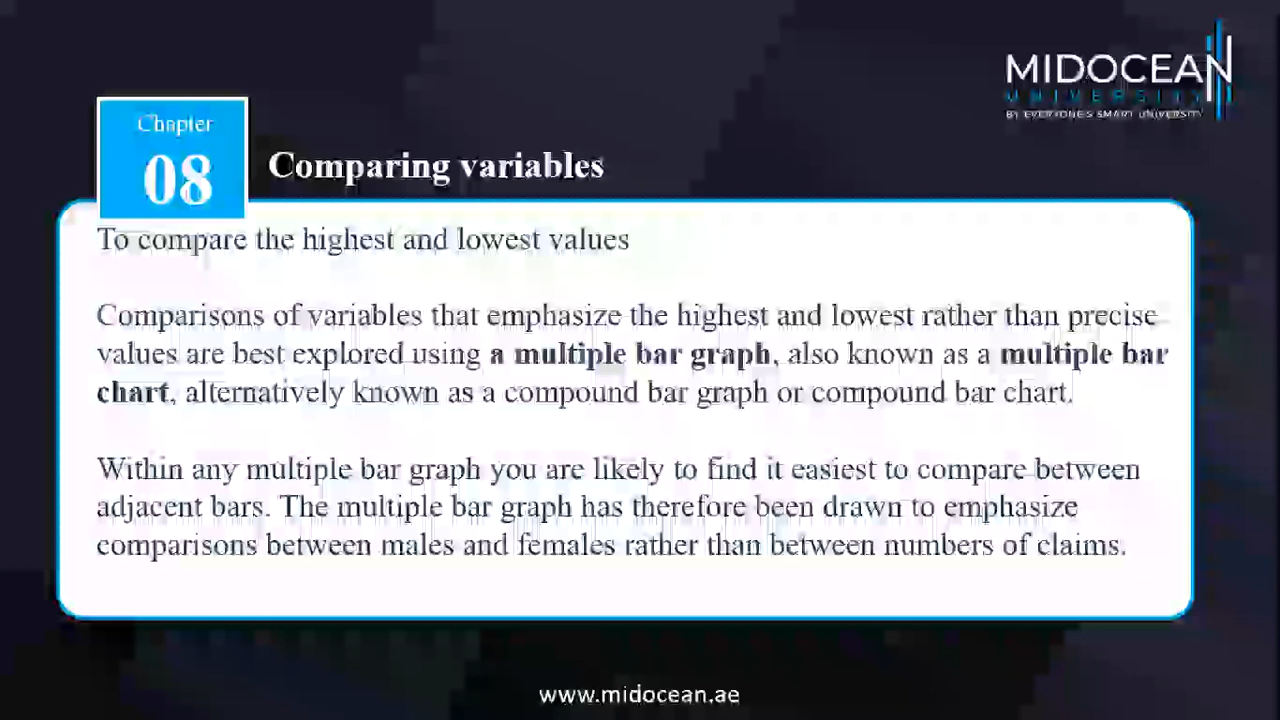 MIDOCEAN
UNIVERSITY
BY EVERYONE'S SMART UNIVERSITY
Chapter
08
Comparing variables
To compare the highest and lowest values
Comparisons of variables that emphasize the highest and lowest rather than precise
values are best explored using a multiple bar graph, also known as a multiple bar
chart, alternatively known as a compound bar graph or compound bar chart.
Within any multiple bar graph you are likely to find it easiest to compare between
adjacent bars. The multiple bar graph has therefore been drawn to emphasize
comparisons between males and females rather than between numbers of claims.
www.midocean.ae